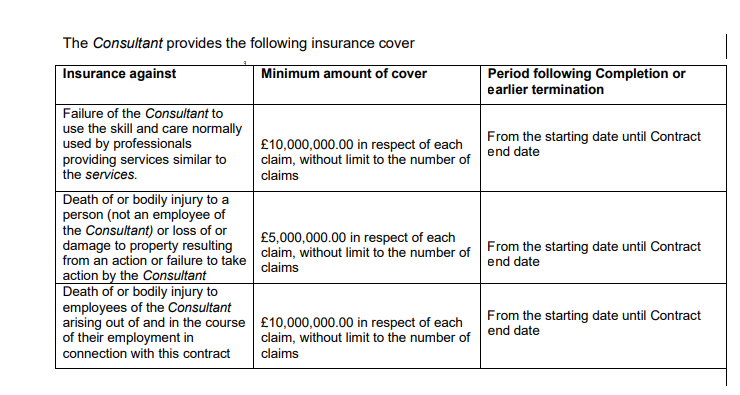 The Consultant provides the following insurance cover
Insurance against
Minimum amount of cover
Period following Completion or
earlier termination
Failure of the Consultant to
use the skill and care normally
used by professionals
providing services similar to
the services.
£10,000,000.00 in respect of each
claim, without limit to the number of
claims
From the starting date until Contract
end date
Death of or bodily injury to a
person (not an employee of
the Consultant) or loss of or
damage to property resulting
from an action or failure to take
action by the Consultant
£5,000,000.00 in respect of each
claim, without limit to the number of
claims
From the starting date until Contract
end date
Death of or bodily injury to
employees of the Consultant
arising out of and in the course
of their employment in
connection with this contract
£10,000,000.00 in respect of each
claim, without limit to the number of
claims
From the starting date until Contract
end date